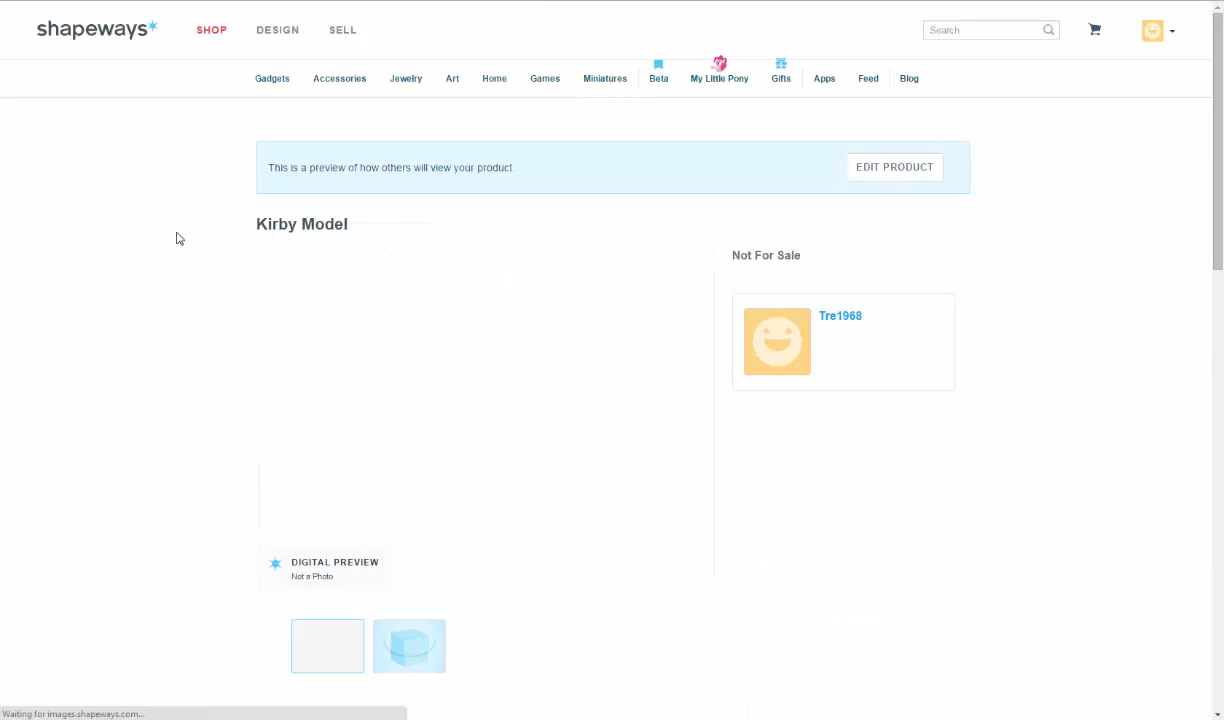 shapeways
SHOP
DESIGN
SELL
Search
Gadgets
Accessories
Jewelry
Art
Home
Games
Miniatures
Beta
My Little Pony
Gifts
Apps
Feed
Blog
This is a preview of how others will view your product
EDIT PRODUCT
Kirby Model
Not For Sale
Tre1968
DIGITAL PREVIEW
Not a Photo
Waiting for images.shapeways.com...